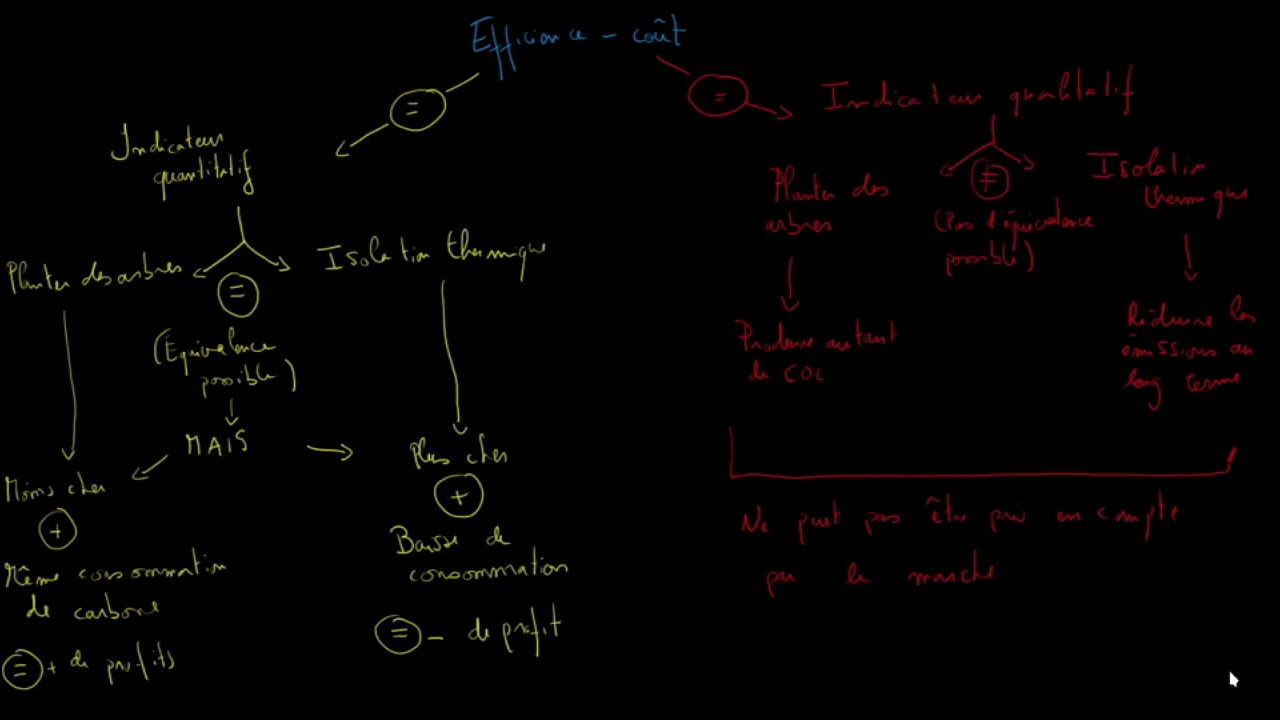 Efficience - coût
=
Indicateur
quantitatif
Planter des arbres
=
Isolation thermique
(Equivalence
possible)
MAIS
Moins cher
+
Même consommation
de carbone
= + de profits
Plus cher
+
Baisse de
consommation
= - de profit
=
Indicateur qualitatif
Planter des
arbres
≠
(Pas d'équivalence
possible)
Isolation
thermique
Produire autant
de CO2
Réduire les
émissions au
long terme
Ne peut pas être pris en compte
par le marché